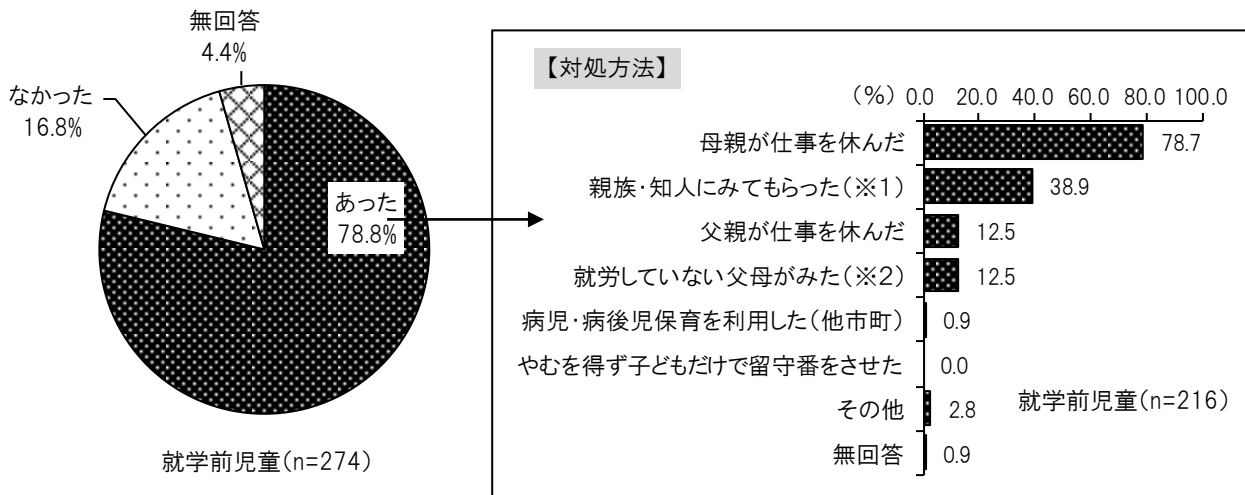 無回答
4.4%
なかった
16.8%
あった
78.8%
就学前児童(n=274)
【対処方法】
(%) 0.0 20.0 40.0 60.0 80.0 100.0
母親が仕事を休んだ 78.7
親族・知人にみてもらった(※1) 38.9
父親が仕事を休んだ 12.5
就労していない父母がみた(※2) 12.5
病児・病後児保育を利用した(他市町) 0.9
やむを得ず子どもだけで留守番をさせた 0.0
その他 2.8
無回答 0.9
就学前児童(n=216)